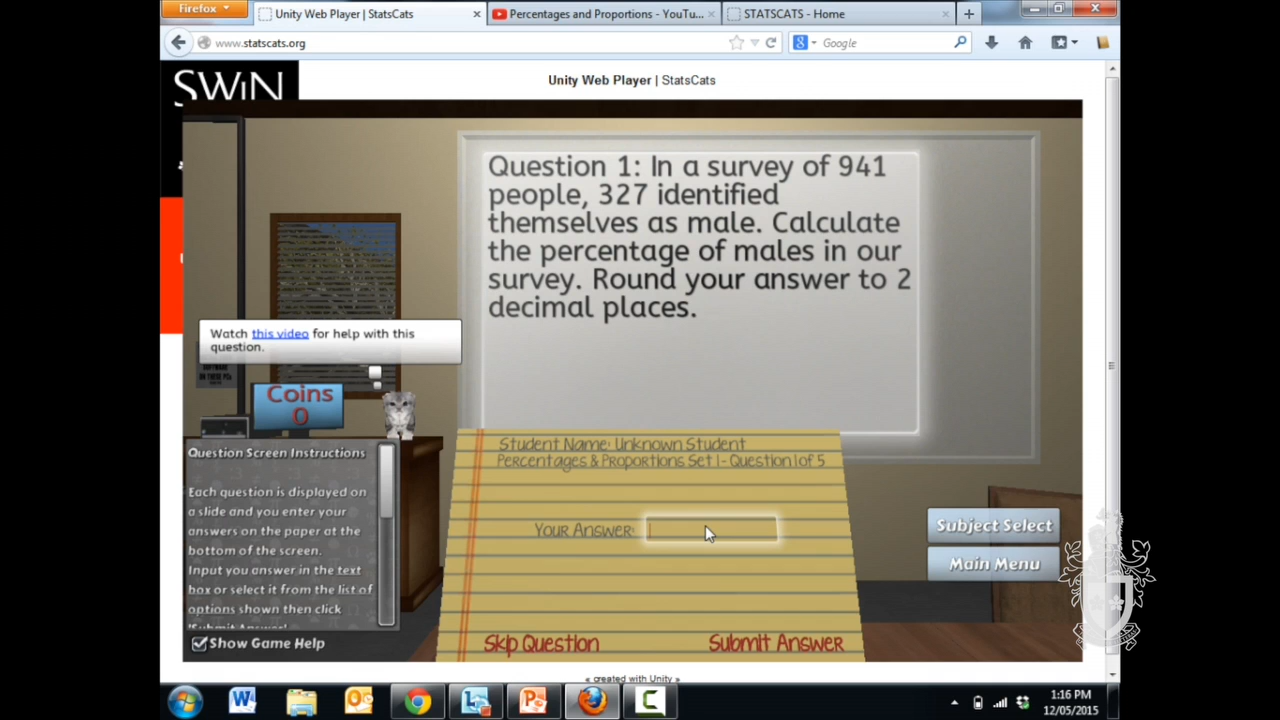 Firefox
Unity Web Player | StatsCats
Percentages and Proportions - YouTu...
STATSCATS - Home
www.statscats.org
Google
SWiN
Unity Web Player | StatsCats
Question 1: In a survey of 941
people, 327 identified
themselves as male. Calculate
the percentage of males in our
survey. Round your answer to 2
decimal places.
Watch this video for help with this
question.
Coins
0
Question Screen Instructions
Each question is displayed on
a slide and you enter your
answers on the paper at the
bottom of the screen.
Input you answer in the text
box or select it from the list of
options shown then click
'Submit Answer'
Show Game Help
Student Name: Unknown Student
Percentages & Proportions Set 1 - Question 1 of 5
Your Answer:
Skip Question
Submit Answer
Subject Select
Main Menu
« created with Unity »
1:16 PM
12/05/2015